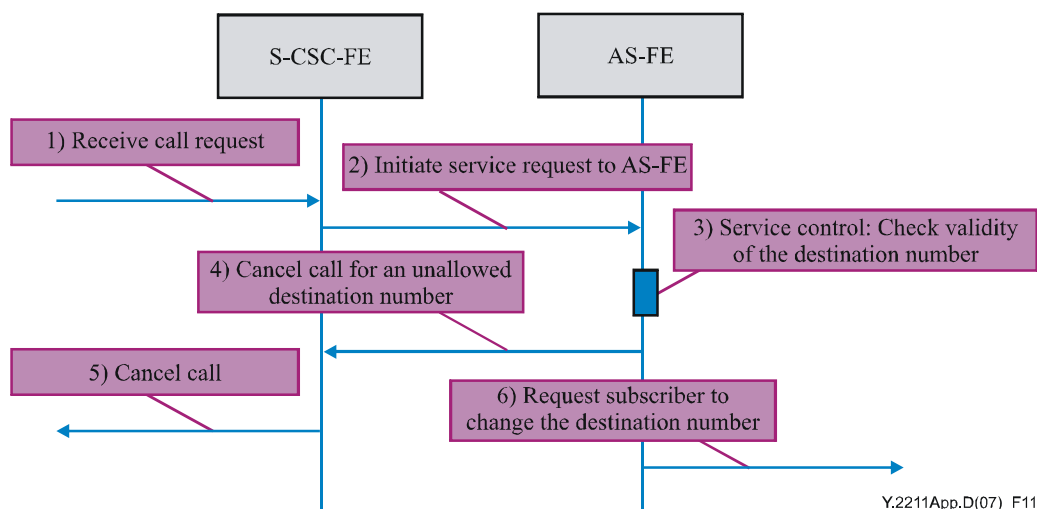 S-CSC-FE
AS-FE
1) Receive call request
2) Initiate service request to AS-FE
3) Service control: Check validity
of the destination number
4) Cancel call for an unallowed
destination number
5) Cancel call
6) Request subscriber to
change the destination number
Y.2211App.D(07)_F11